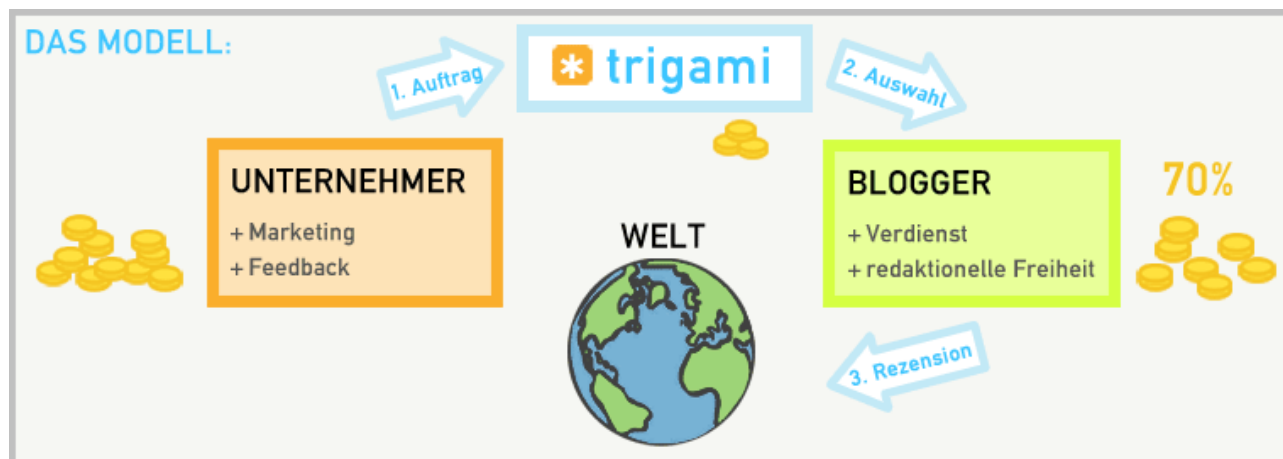 DAS MODELL:
1. Auftrag
* trigami
2. Auswahl
UNTERNEHMER
+ Marketing
+ Feedback
WELT
BLOGGER
+ Verdienst
+ redaktionelle Freiheit
70%
3. Rezension